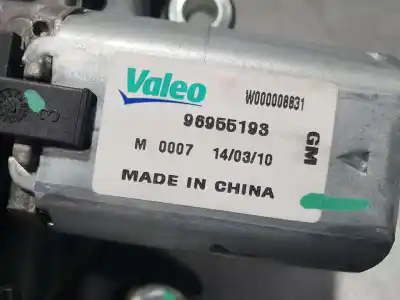 Valeo
W000008831
96955193
GM
M 0007 14/03/10
MADE IN CHINA